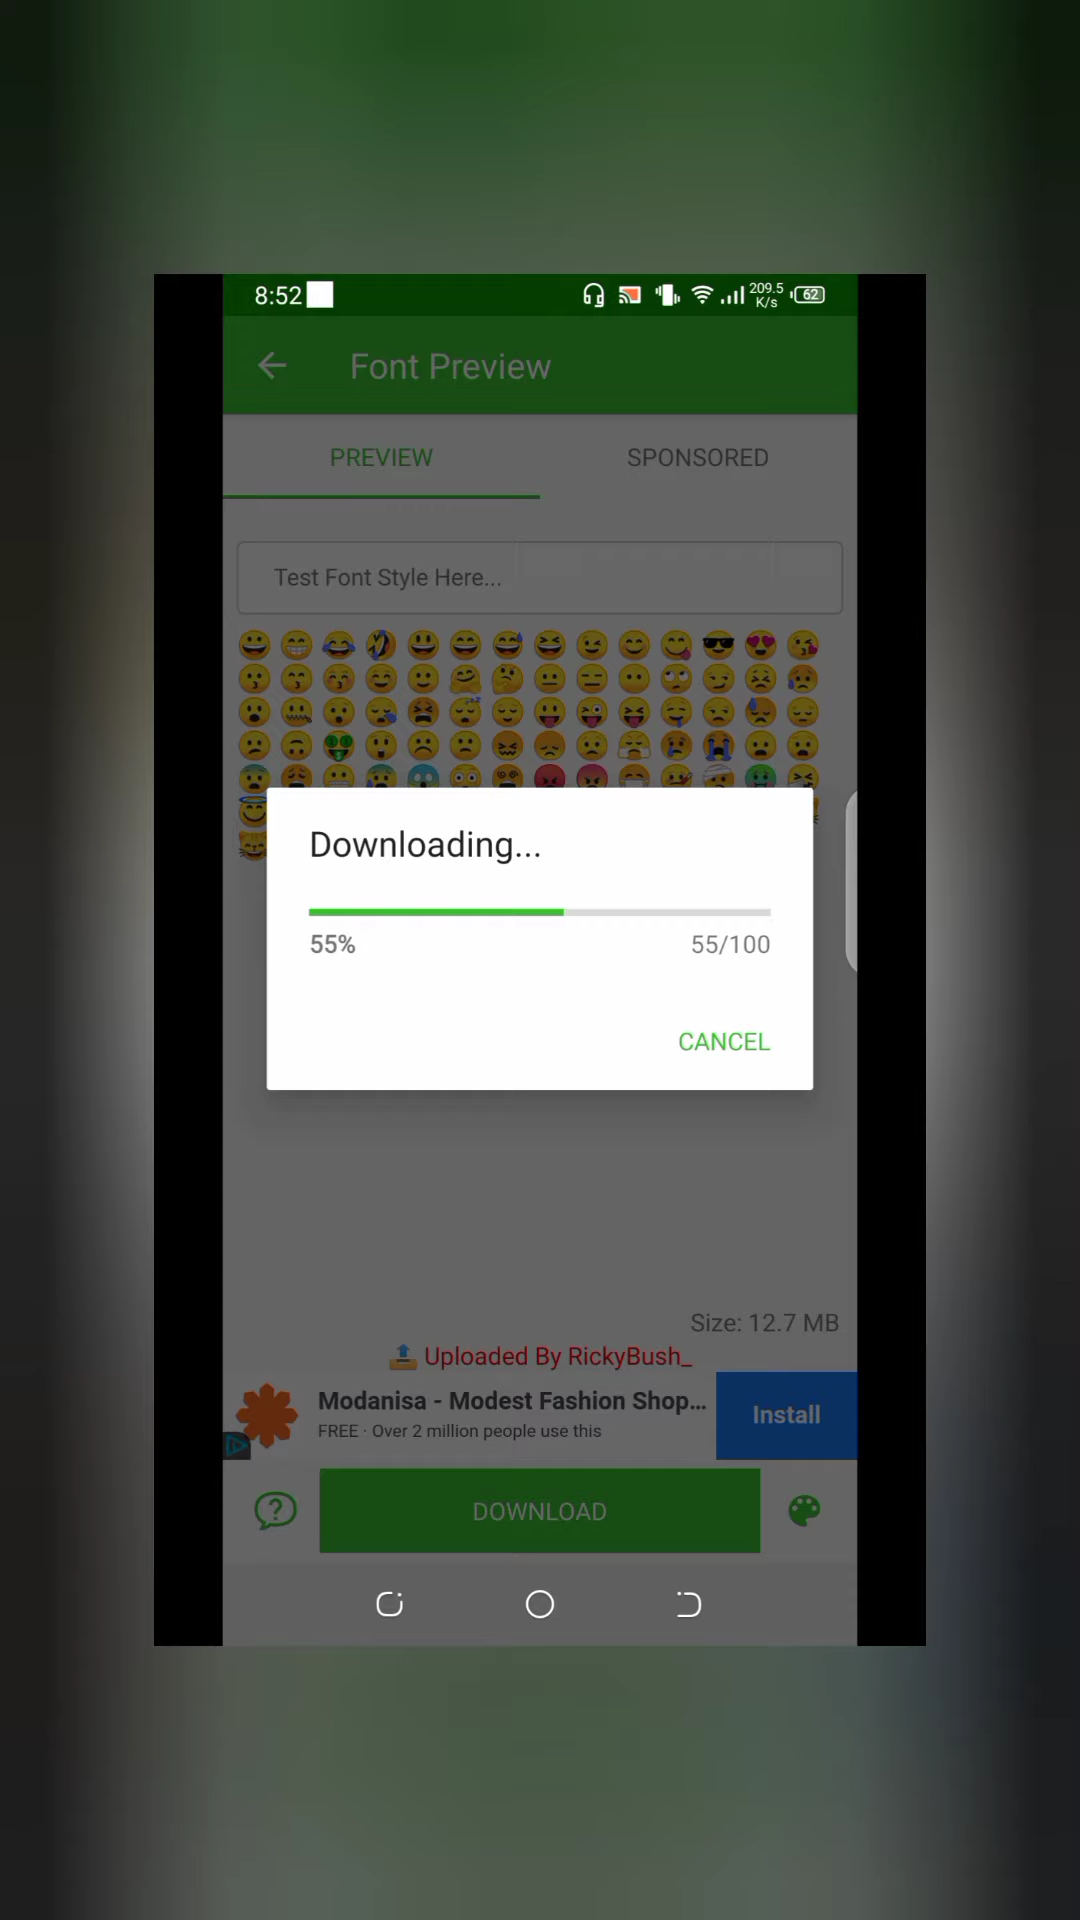 8:52
209.5
K/s
62
Font Preview
PREVIEW
SPONSORED
Test Font Style Here...
Downloading...
55%
55/100
CANCEL
Size: 12.7 MB
Uploaded By RickyBush_
Modanisa - Modest Fashion Shop...
FREE · Over 2 million people use this
Install
DOWNLOAD